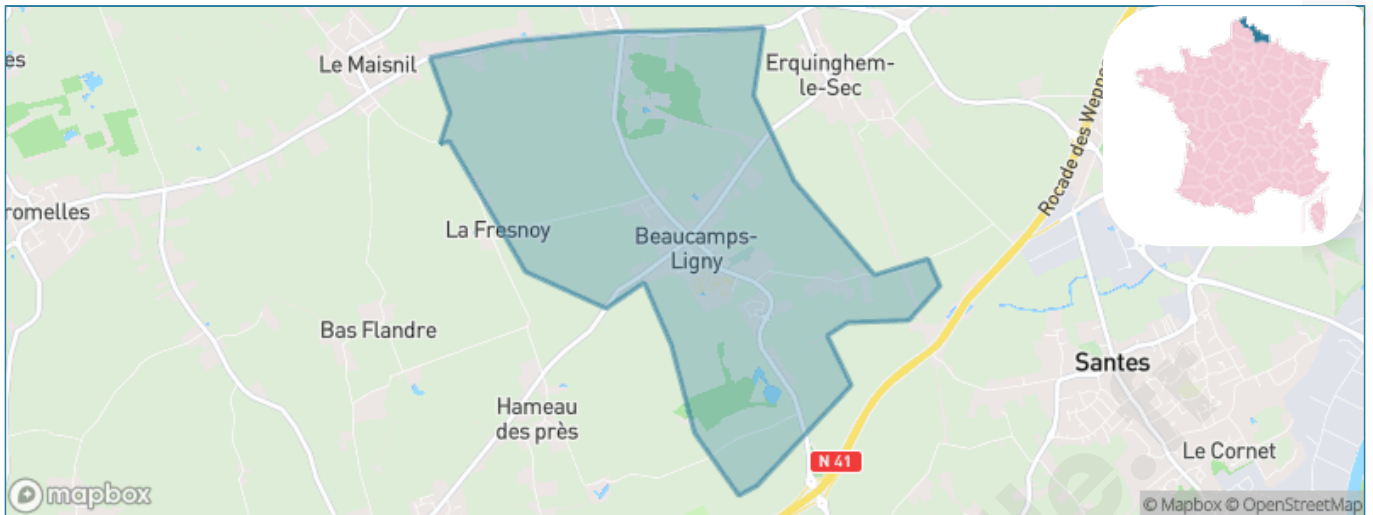 es
Le Maisnil
Erquinghem-
le-Sec
Rocade des Weppe
romelles
La Fresnoy
Beaucamps-
Ligny
Bas Flandre
Santes
Hameau
des près
Le Cornet
N 41
mapbox
© Mapbox © OpenStreetMap